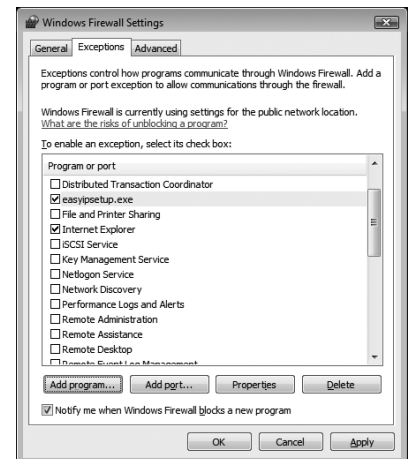 Windows Firewall Settings
General Exceptions Advanced
Exceptions control how programs communicate through Windows Firewall. Add a
program or port exception to allow communications through the firewall.
Windows Firewall is currently using settings for the public network location.
What are the risks of unblocking a program?
To enable an exception, select its check box:
Program or port
Distributed Transaction Coordinator
easyipsetup.exe
File and Printer Sharing
Internet Explorer
iSCSI Service
Key Management Service
Netlogon Service
Network Discovery
Performance Logs and Alerts
Remote Administration
Remote Assistance
Remote Desktop
Remote Event Log Management
Add program... Add port... Properties Delete
Notify me when Windows Firewall blocks a new program
OK Cancel Apply